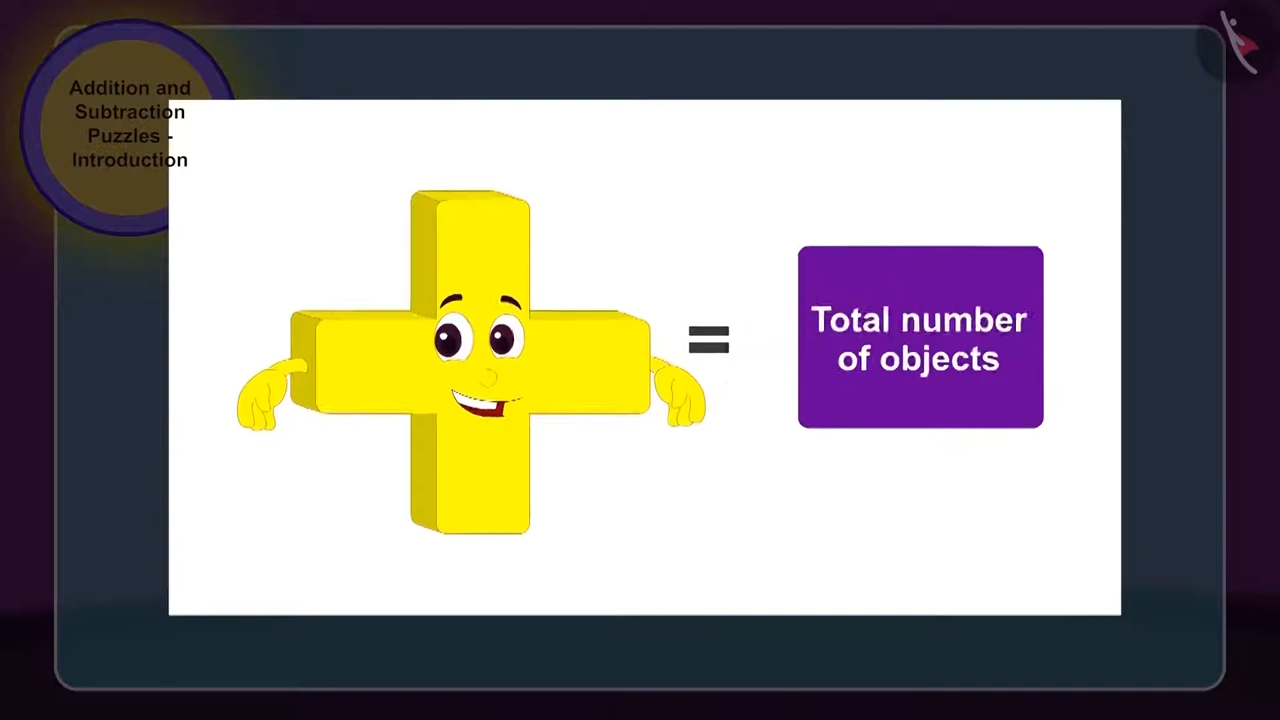 Addition and
Subtraction
Puzzles -
Introduction
=
Total number
of objects